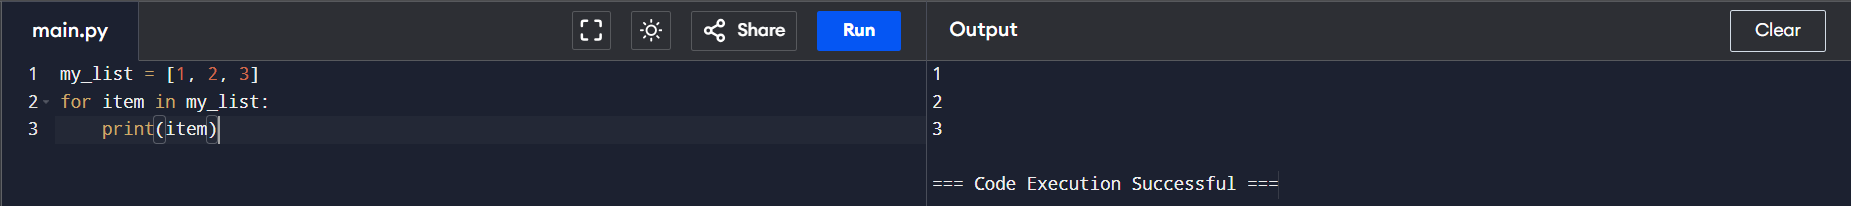 main.py
Share
Run
Output
Clear
1 my_list = [1, 2, 3]
2 for item in my_list:
3     print(item)
1
2
3
=== Code Execution Successful ===